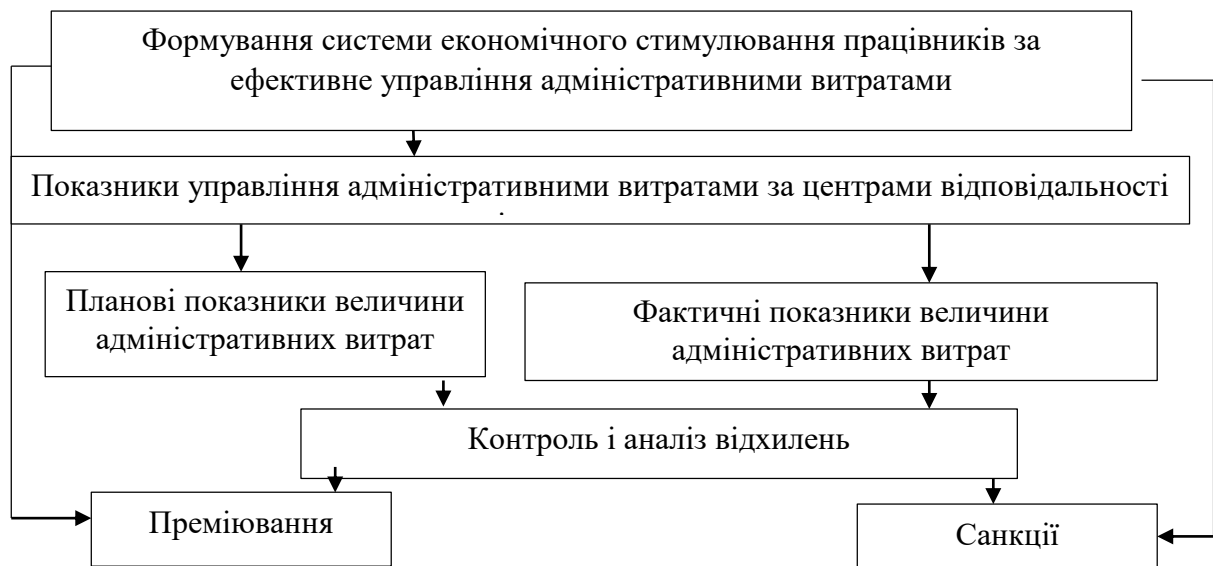 Формування системи економічного стимулювання працівників за
ефективне управління адміністративними витратами
Показники управління адміністративними витратами за центрами відповідальності
Планові показники величини
адміністративних витрат
Фактичні показники величини
адміністративних витрат
Контроль і аналіз відхилень
Преміювання
Санкції